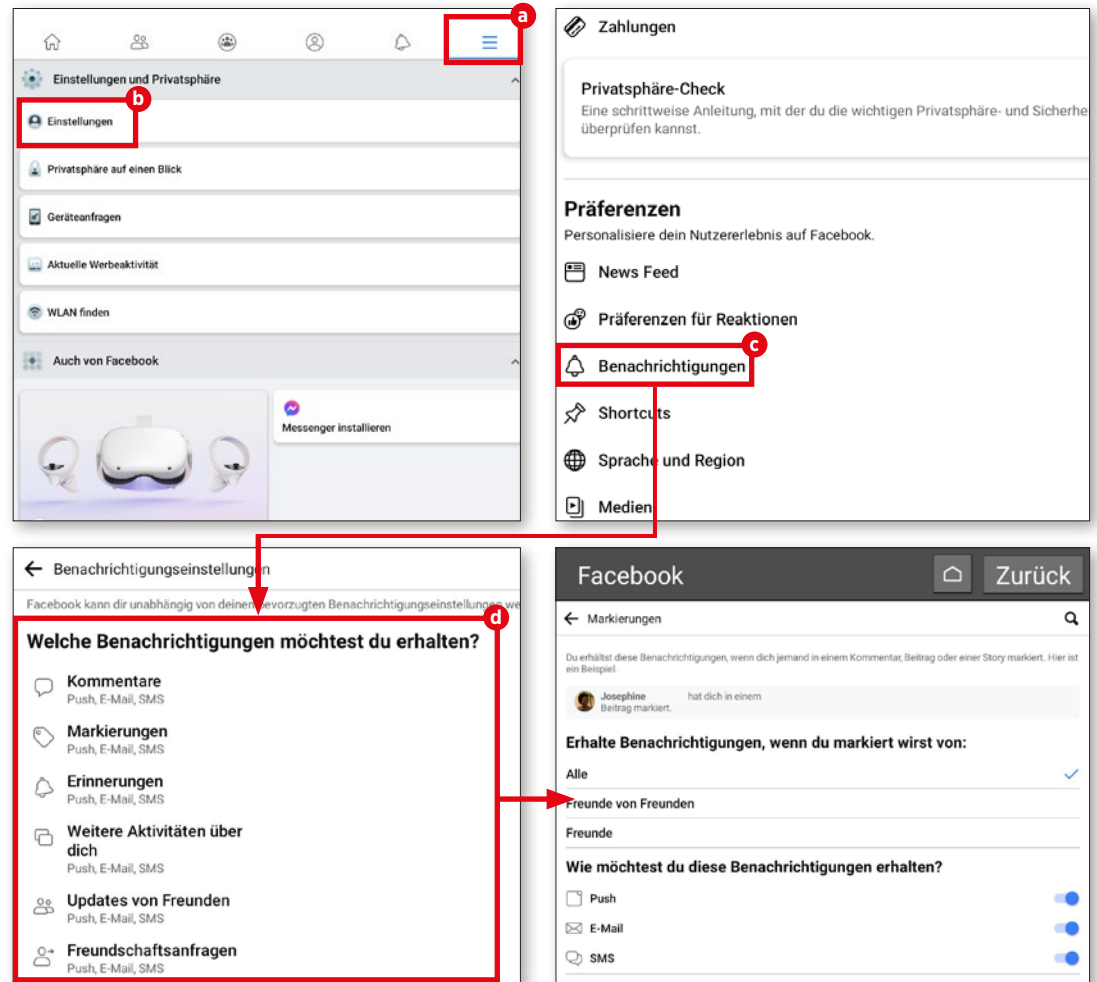 a
Einstellungen und Privatsphäre
b
Einstellungen
Privatsphäre auf einen Blick
Geräteanfragen
Aktuelle Werbeaktivität
WLAN finden
Auch von Facebook
Messenger installieren
Zahlungen
Privatsphäre-Check
Eine schrittweise Anleitung, mit der du die wichtigen Privatsphäre- und Sicherhe
überprüfen kannst.
Präferenzen
Personalisiere dein Nutzererlebnis auf Facebook.
News Feed
Präferenzen für Reaktionen
c
Benachrichtigungen
Shortcuts
Sprache und Region
Medien
Benachrichtigungseinstellungen
Facebook kann dir unabhängig von deinen bevorzugten Benachrichtigungseinstellungen we
d
Welche Benachrichtigungen möchtest du erhalten?
Kommentare
Push, E-Mail, SMS
Markierungen
Push, E-Mail, SMS
Erinnerungen
Push, E-Mail, SMS
Weitere Aktivitäten über
dich
Push, E-Mail, SMS
Updates von Freunden
Push, E-Mail, SMS
Freundschaftsanfragen
Push, E-Mail, SMS
Facebook
Zurück
Markierungen
Du erhältst diese Benachrichtigungen, wenn dich jemand in einem Kommentar, Beitrag oder einer Story markiert. Hier ist
ein Beispiel.
Josephine hat dich in einem
Beitrag markiert.
Erhalte Benachrichtigungen, wenn du markiert wirst von:
Alle
Freunde von Freunden
Freunde
Wie möchtest du diese Benachrichtigungen erhalten?
Push
E-Mail
SMS